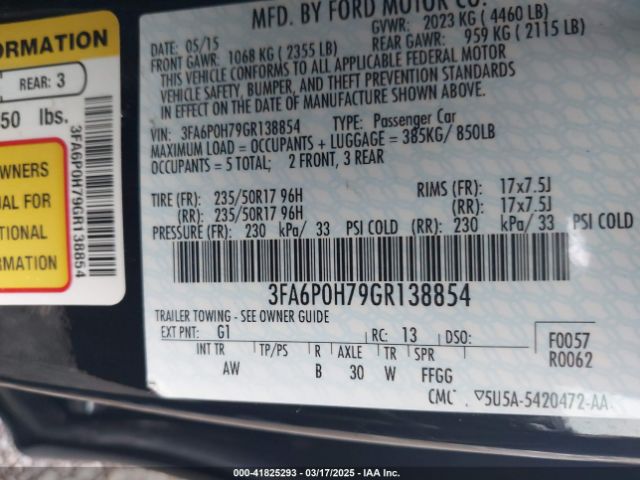 ORMATION
REAR: 3
50 lbs.
3FA6P0H79GR138854
WNERS
UAL FOR
TIONAL
RMATION
MFD. BY FORD MOTOR CO.
DATE: 05/15 GVWR: 2023 KG ( 4460 LB)
FRONT GAWR: 1068 KG ( 2355 LB) REAR GAWR: 959 KG ( 2115 LB)
THIS VEHICLE CONFORMS TO ALL APPLICABLE FEDERAL MOTOR
VEHICLE SAFETY, BUMPER, AND THEFT PREVENTION STANDARDS
IN EFFECT ON THE DATE OF MANUFACTURE SHOWN ABOVE.
VIN: 3FA6P0H79GR138854 TYPE: Passenger Car
MAXIMUM LOAD = OCCUPANTS + LUGGAGE = 385KG/ 850LB
OCCUPANTS = 5 TOTAL; 2 FRONT, 3 REAR
TIRE (FR): 235/50R17 96H RIMS (FR): 17x7.5J
(RR): 235/50R17 96H (RR): 17x7.5J
PRESSURE (FR): 230 kPa/ 33 PSI COLD (RR): 230 kPa/ 33 PSI COLD
3FA6P0H79GR138854
TRAILER TOWING - SEE OWNER GUIDE
EXT PNT: G1 RC: 13 DSO: F0057
R0062
INT TR TP/PS R AXLE TR SPR
AW B 30 W FFGG
CMC ▽5U5A-5420472-AA
00-41825293 - 03/17/2025 - IAA Inc.